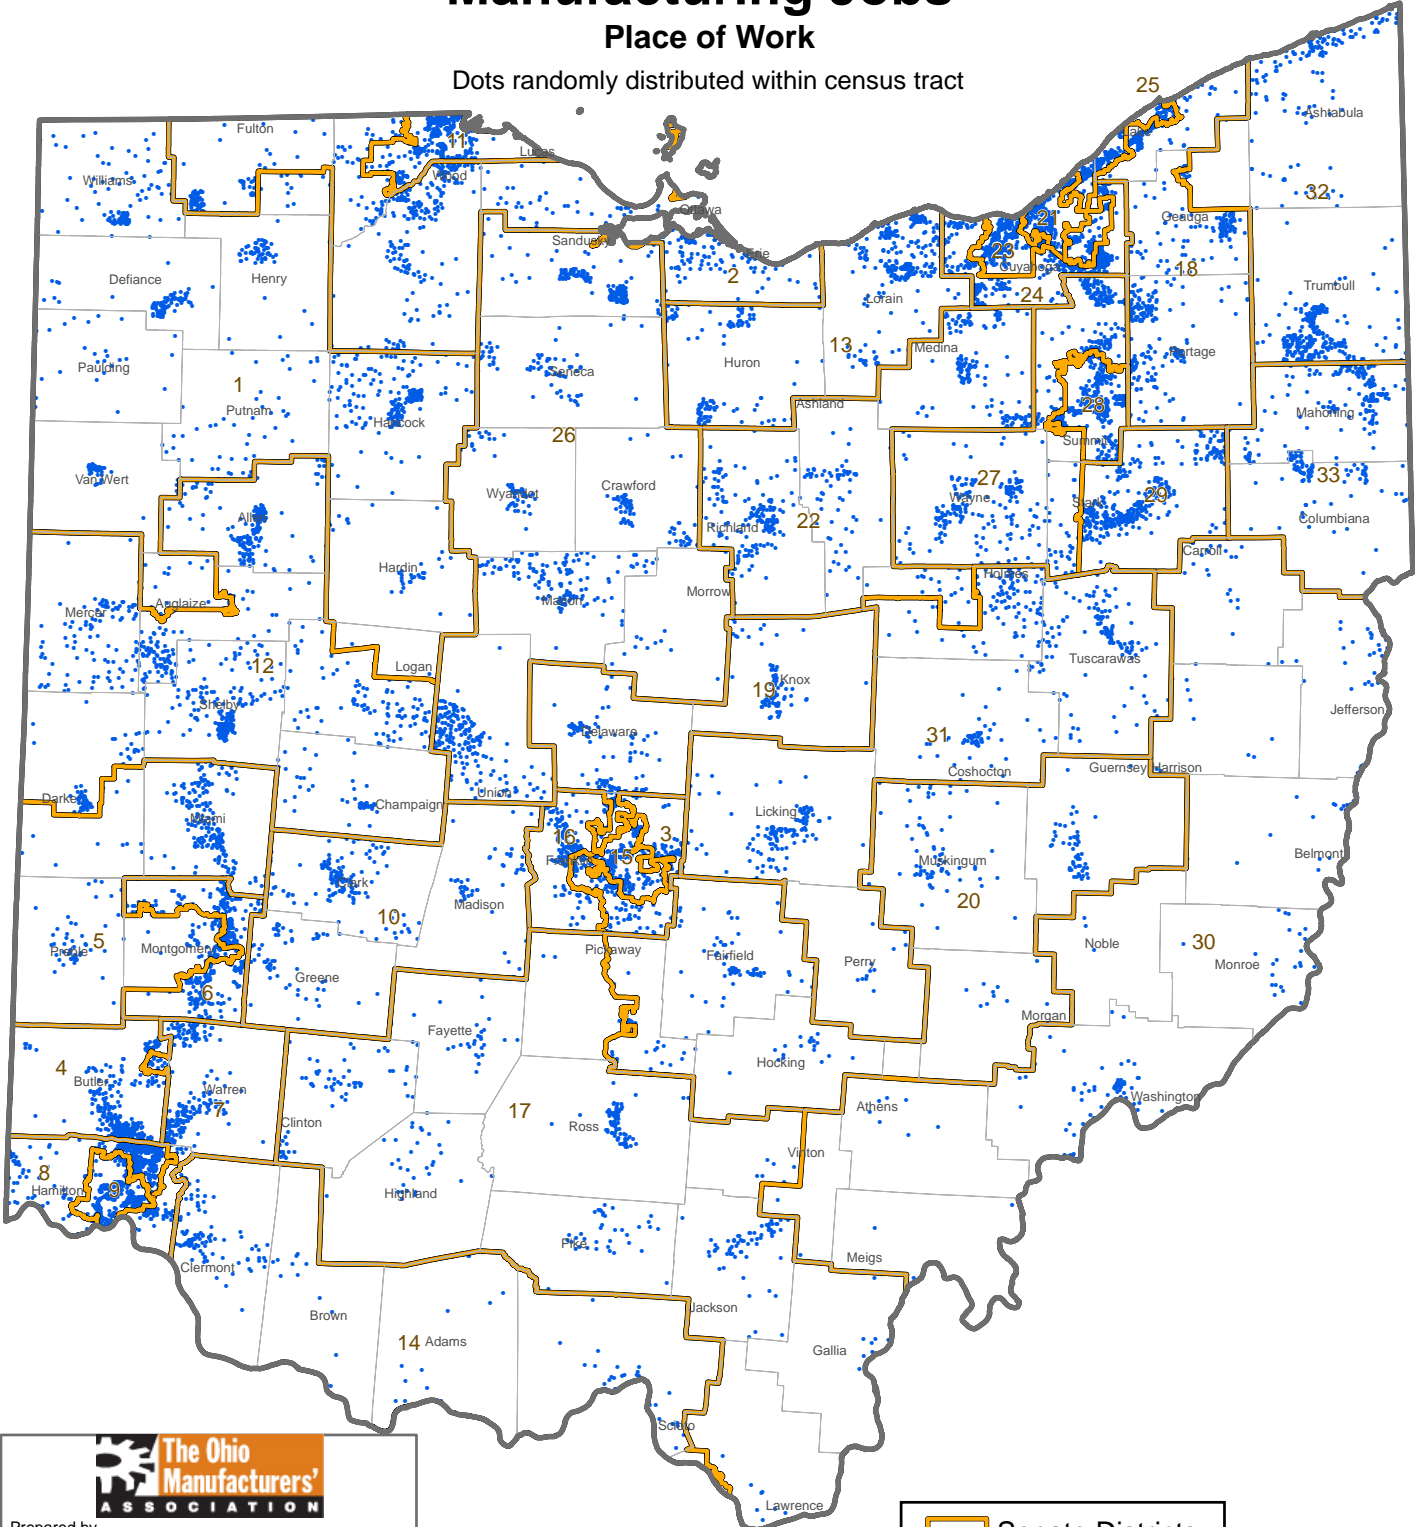 Manufacturing Jobs
Place of Work
Dots randomly distributed within census tract
25
Fulton
Ashtabula
11
Lake
Lucas
Williams
Wood
32
Ottawa
Geauga
21
Sandusky
23
Erie
Cuyahoga
2
18
Defiance
Henry
24
Trumbull
Lorain
13
Medina
Portage
Huron
Paulding
Seneca
1
Putnam
Ashland
28
Mahoning
Hancock
26
Summit
27
33
Van Wert
Wyandot
Crawford
Wayne
29
Stark
Allen
Richland
22
Columbiana
Carroll
Hardin
Holmes
Auglaize
Marion
Morrow
Mercer
12
Logan
Tuscarawas
Knox
19
Shelby
Jefferson
Delaware
31
Coshocton
Guernsey
Harrison
Darke
Union
Champaign
Miami
Licking
16
3
15
Franklin
Muskingum
Belmont
Clark
20
10
Madison
5
Preble
Montgomery
Pickaway
Fairfield
Noble
30
Perry
Monroe
Greene
6
Morgan
Fayette
Hocking
4
Butler
Warren
Washington
7
17
Athens
Clinton
Ross
Vinton
8
Hamilton
9
Highland
Pike
Meigs
Clermont
Jackson
Brown
14
Adams
Gallia
Scioto
The Ohio
Manufacturers'
ASSOCIATION
Lawrence
Prepared by
Senate Districts